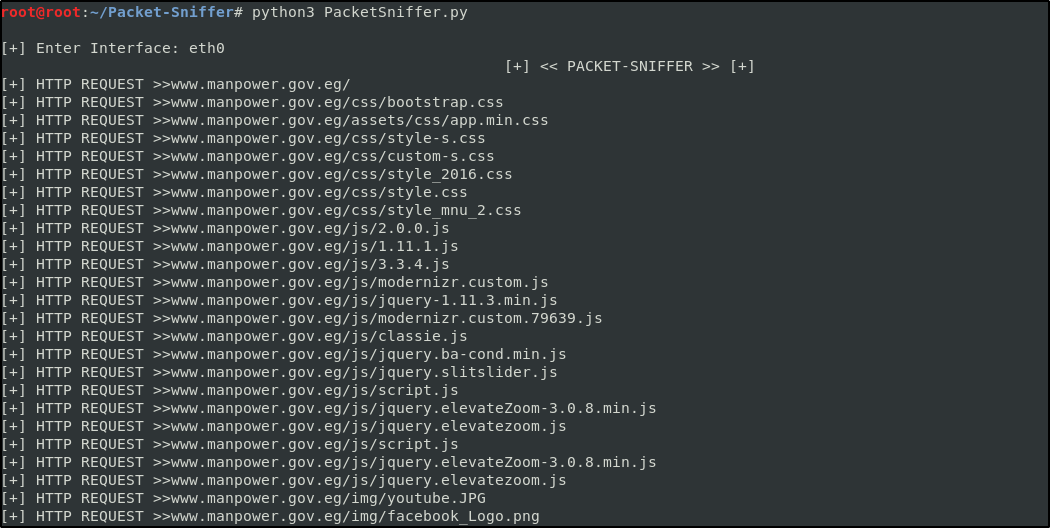 root@root:~/Packet-Sniffer# python3 PacketSniffer.py
[+] Enter Interface: eth0
[+] << PACKET-SNIFFER >> [+]
[+] HTTP REQUEST >>www.manpower.gov.eg/
[+] HTTP REQUEST >>www.manpower.gov.eg/css/bootstrap.css
[+] HTTP REQUEST >>www.manpower.gov.eg/assets/css/app.min.css
[+] HTTP REQUEST >>www.manpower.gov.eg/css/style-s.css
[+] HTTP REQUEST >>www.manpower.gov.eg/css/custom-s.css
[+] HTTP REQUEST >>www.manpower.gov.eg/css/style_2016.css
[+] HTTP REQUEST >>www.manpower.gov.eg/css/style.css
[+] HTTP REQUEST >>www.manpower.gov.eg/css/style_mnu_2.css
[+] HTTP REQUEST >>www.manpower.gov.eg/js/2.0.0.js
[+] HTTP REQUEST >>www.manpower.gov.eg/js/1.11.1.js
[+] HTTP REQUEST >>www.manpower.gov.eg/js/3.3.4.js
[+] HTTP REQUEST >>www.manpower.gov.eg/js/modernizr.custom.js
[+] HTTP REQUEST >>www.manpower.gov.eg/js/jquery-1.11.3.min.js
[+] HTTP REQUEST >>www.manpower.gov.eg/js/modernizr.custom.79639.js
[+] HTTP REQUEST >>www.manpower.gov.eg/js/classie.js
[+] HTTP REQUEST >>www.manpower.gov.eg/js/jquery.ba-cond.min.js
[+] HTTP REQUEST >>www.manpower.gov.eg/js/jquery.slitslider.js
[+] HTTP REQUEST >>www.manpower.gov.eg/js/script.js
[+] HTTP REQUEST >>www.manpower.gov.eg/js/jquery.elevateZoom-3.0.8.min.js
[+] HTTP REQUEST >>www.manpower.gov.eg/js/jquery.elevatezoom.js
[+] HTTP REQUEST >>www.manpower.gov.eg/js/script.js
[+] HTTP REQUEST >>www.manpower.gov.eg/js/jquery.elevateZoom-3.0.8.min.js
[+] HTTP REQUEST >>www.manpower.gov.eg/js/jquery.elevatezoom.js
[+] HTTP REQUEST >>www.manpower.gov.eg/img/youtube.JPG
[+] HTTP REQUEST >>www.manpower.gov.eg/img/facebook_Logo.png